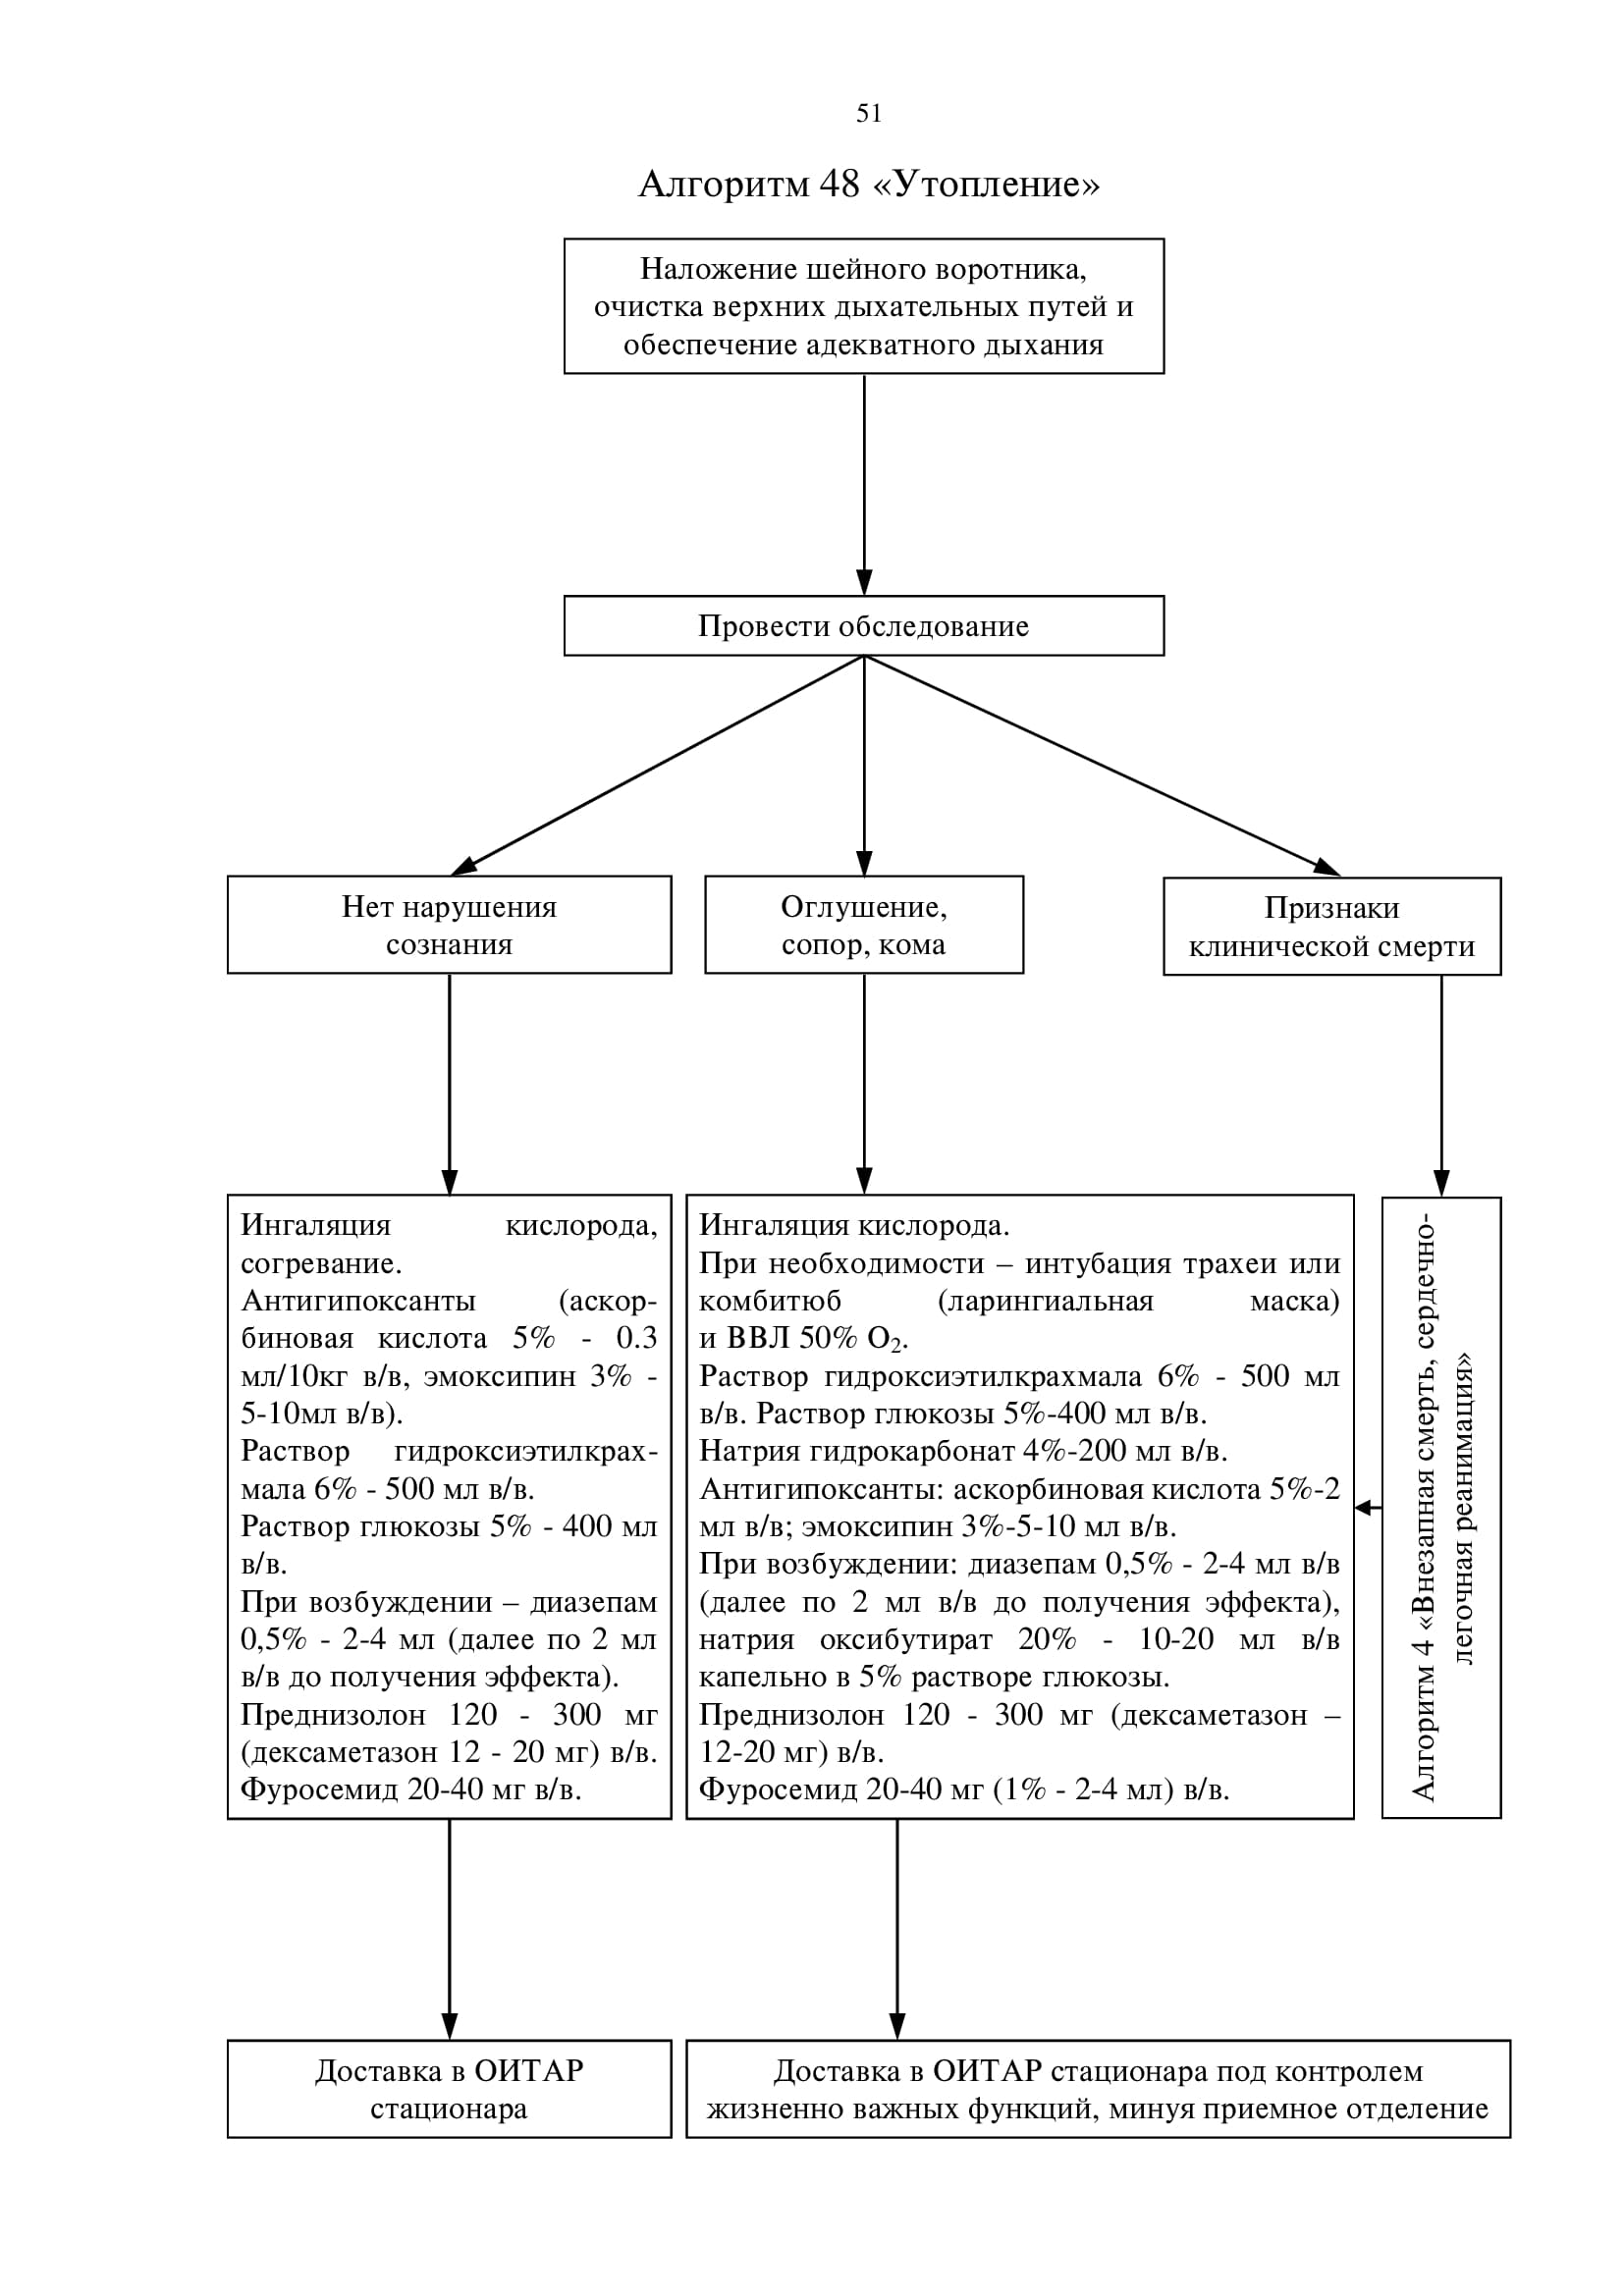 51
Алгоритм 48 «Утопление»
Наложение шейного воротника,
очистка верхних дыхательных путей и
обеспечение адекватного дыхания
Провести обследование
Нет нарушения
сознания
Оглушение,
сопор, кома
Признаки
клинической смерти
Ингаляция кислорода,
согревание.
Антигипоксанты (аскор-
биновая кислота 5% - 0.3
мл/10кг в/в, эмоксипин 3% -
5-10мл в/в).
Раствор гидроксиэтилкрах-
мала 6% - 500 мл в/в.
Раствор глюкозы 5% - 400 мл
в/в.
При возбуждении – диазепам
0,5% - 2-4 мл (далее по 2 мл
в/в до получения эффекта).
Преднизолон 120 - 300 мг
(дексаметазон 12 - 20 мг) в/в.
Фуросемид 20-40 мг в/в.
Ингаляция кислорода.
При необходимости – интубация трахеи или
комбитюб (ларингиальная маска)
и ВВЛ 50% О₂.
Раствор гидроксиэтилкрахмала 6% - 500 мл
в/в. Раствор глюкозы 5%-400 мл в/в.
Натрия гидрокарбонат 4%-200 мл в/в.
Антигипоксанты: аскорбиновая кислота 5%-2
мл в/в; эмоксипин 3%-5-10 мл в/в.
При возбуждении: диазепам 0,5% - 2-4 мл в/в
(далее по 2 мл в/в до получения эффекта),
натрия оксибутират 20% - 10-20 мл в/в
капельно в 5% растворе глюкозы.
Преднизолон 120 - 300 мг (дексаметазон –
12-20 мг) в/в.
Фуросемид 20-40 мг (1% - 2-4 мл) в/в.
Алгоритм 4 «Внезапная смерть, сердечно-
легочная реанимация»
Доставка в ОИТАР
стационара
Доставка в ОИТАР стационара под контролем
жизненно важных функций, минуя приемное отделение